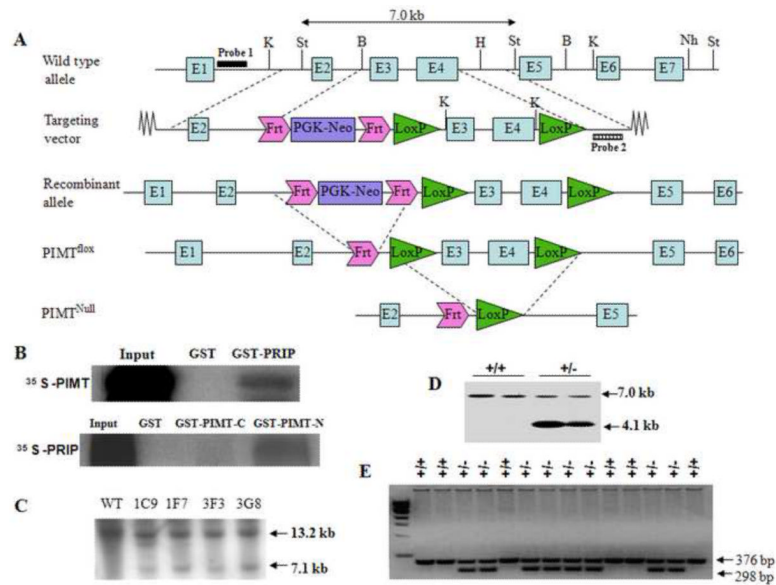 7.0 kb
A
Probe 1
K St B H St B K Nh St
Wild type allele
E1 E2 E3 E4 E5 E6 E7
Targeting vector
E2 Frt PGK-Neo Frt LoxP K E3 E4 K LoxP
Probe 2
Recombinant allele
E1 E2 Frt PGK-Neo Frt LoxP E3 E4 LoxP E5 E6
PIMTflox
E1 E2 Frt LoxP E3 E4 LoxP E5 E6
PIMTNull
E2 Frt LoxP E5
B
Input GST GST-PRIP
35 S-PIMT
Input GST GST-PIMT-C GST-PIMT-N
35 S-PRIP
C
WT 1C9 1F7 3F3 3G8
13.2 kb
7.1 kb
D
+/+ +/-
7.0 kb
4.1 kb
E
+/+ +/+ +/- +/- +/+ +/- +/- +/- +/+ +/+ +/- +/- +/+
376 bp
298 bp